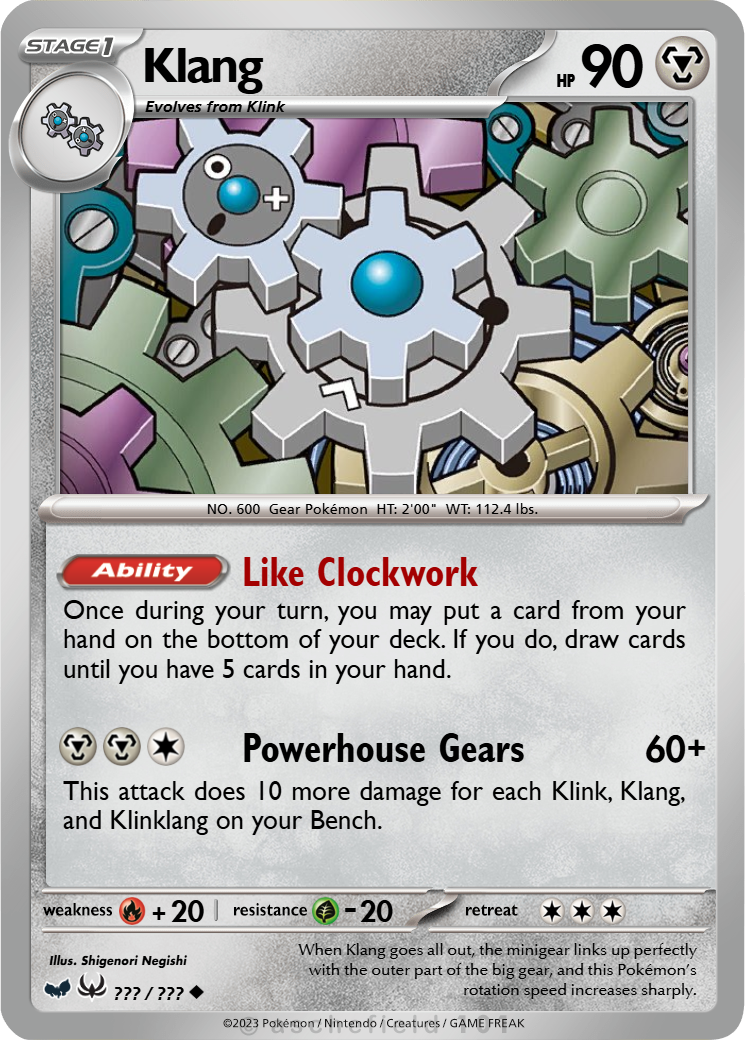 STAGE1
Klang
HP 90
Evolves from Klink
NO. 600 Gear Pokémon HT: 2'00" WT: 112.4 lbs.
Ability Like Clockwork
Once during your turn, you may put a card from your
hand on the bottom of your deck. If you do, draw cards
until you have 5 cards in your hand.
Powerhouse Gears 60+
This attack does 10 more damage for each Klink, Klang,
and Klinklang on your Bench.
weakness +20 resistance -20 retreat
Illus. Shigenori Negishi
??? / ???
When Klang goes all out, the minigear links up perfectly
with the outer part of the big gear, and this Pokémon's
rotation speed increases sharply.
©2023 Pokémon / Nintendo / Creatures / GAME FREAK